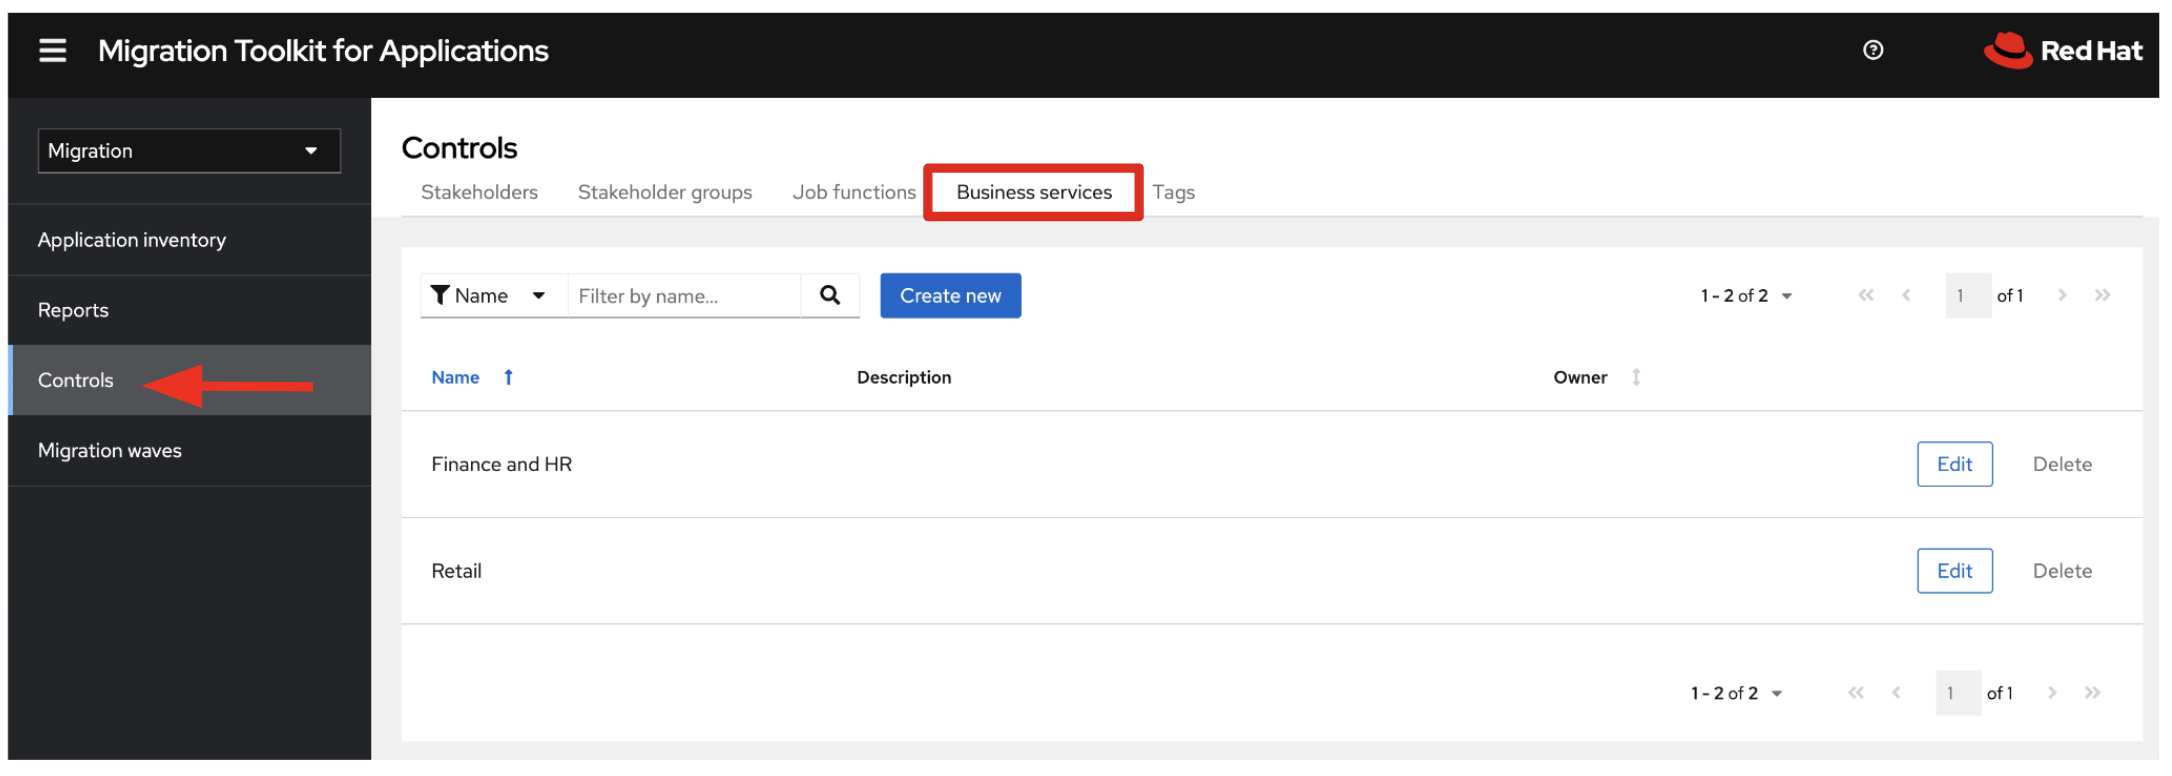 Migration Toolkit for Applications
Red Hat
Migration
Application inventory
Reports
Controls
Migration waves
Controls
Stakeholders Stakeholder groups Job functions Business services Tags
Name Filter by name... Create new 1 - 2 of 2 1 of 1
Name Description Owner
Finance and HR Edit Delete
Retail Edit Delete
1 - 2 of 2 1 of 1